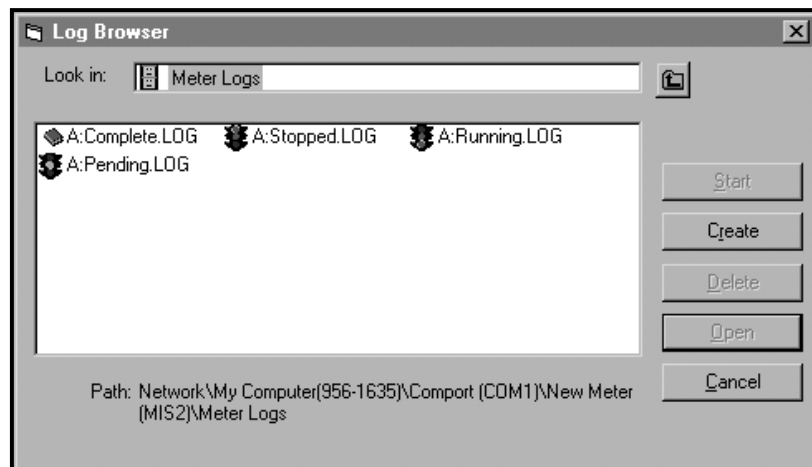 Log Browser
Look in: Meter Logs
A:Complete.LOG A:Stopped.LOG A:Running.LOG
A:Pending.LOG
Start
Create
Delete
Open
Cancel
Path: Network\My Computer(956-1635)\Comport (COM1)\New Meter
(MIS2)\Meter Logs